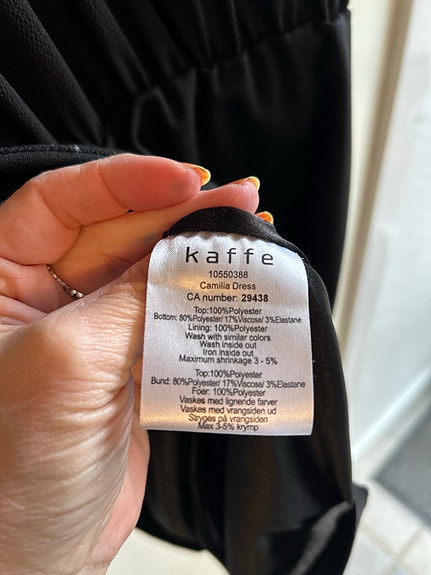 kaffe
10550388
Camilia Dress
CA number: 29438
Top:100%Polyester
Bottom: 80%Polyester/ 17%Viscose/ 3%Elastane
Lining: 100%Polyester
Wash with similar colors
Wash inside out
Iron Inside out
Maximum shrinkage 3 - 5%
Top:100%Polyester
Bund: 80%Polyester/ 17%Viscose/ 3%Elastane
Foer: 100%Polyester
Vaskes med lignende farver
Vaskes med vrangsiden ud
Stryges på vrangsiden
Max 3-5% krymp